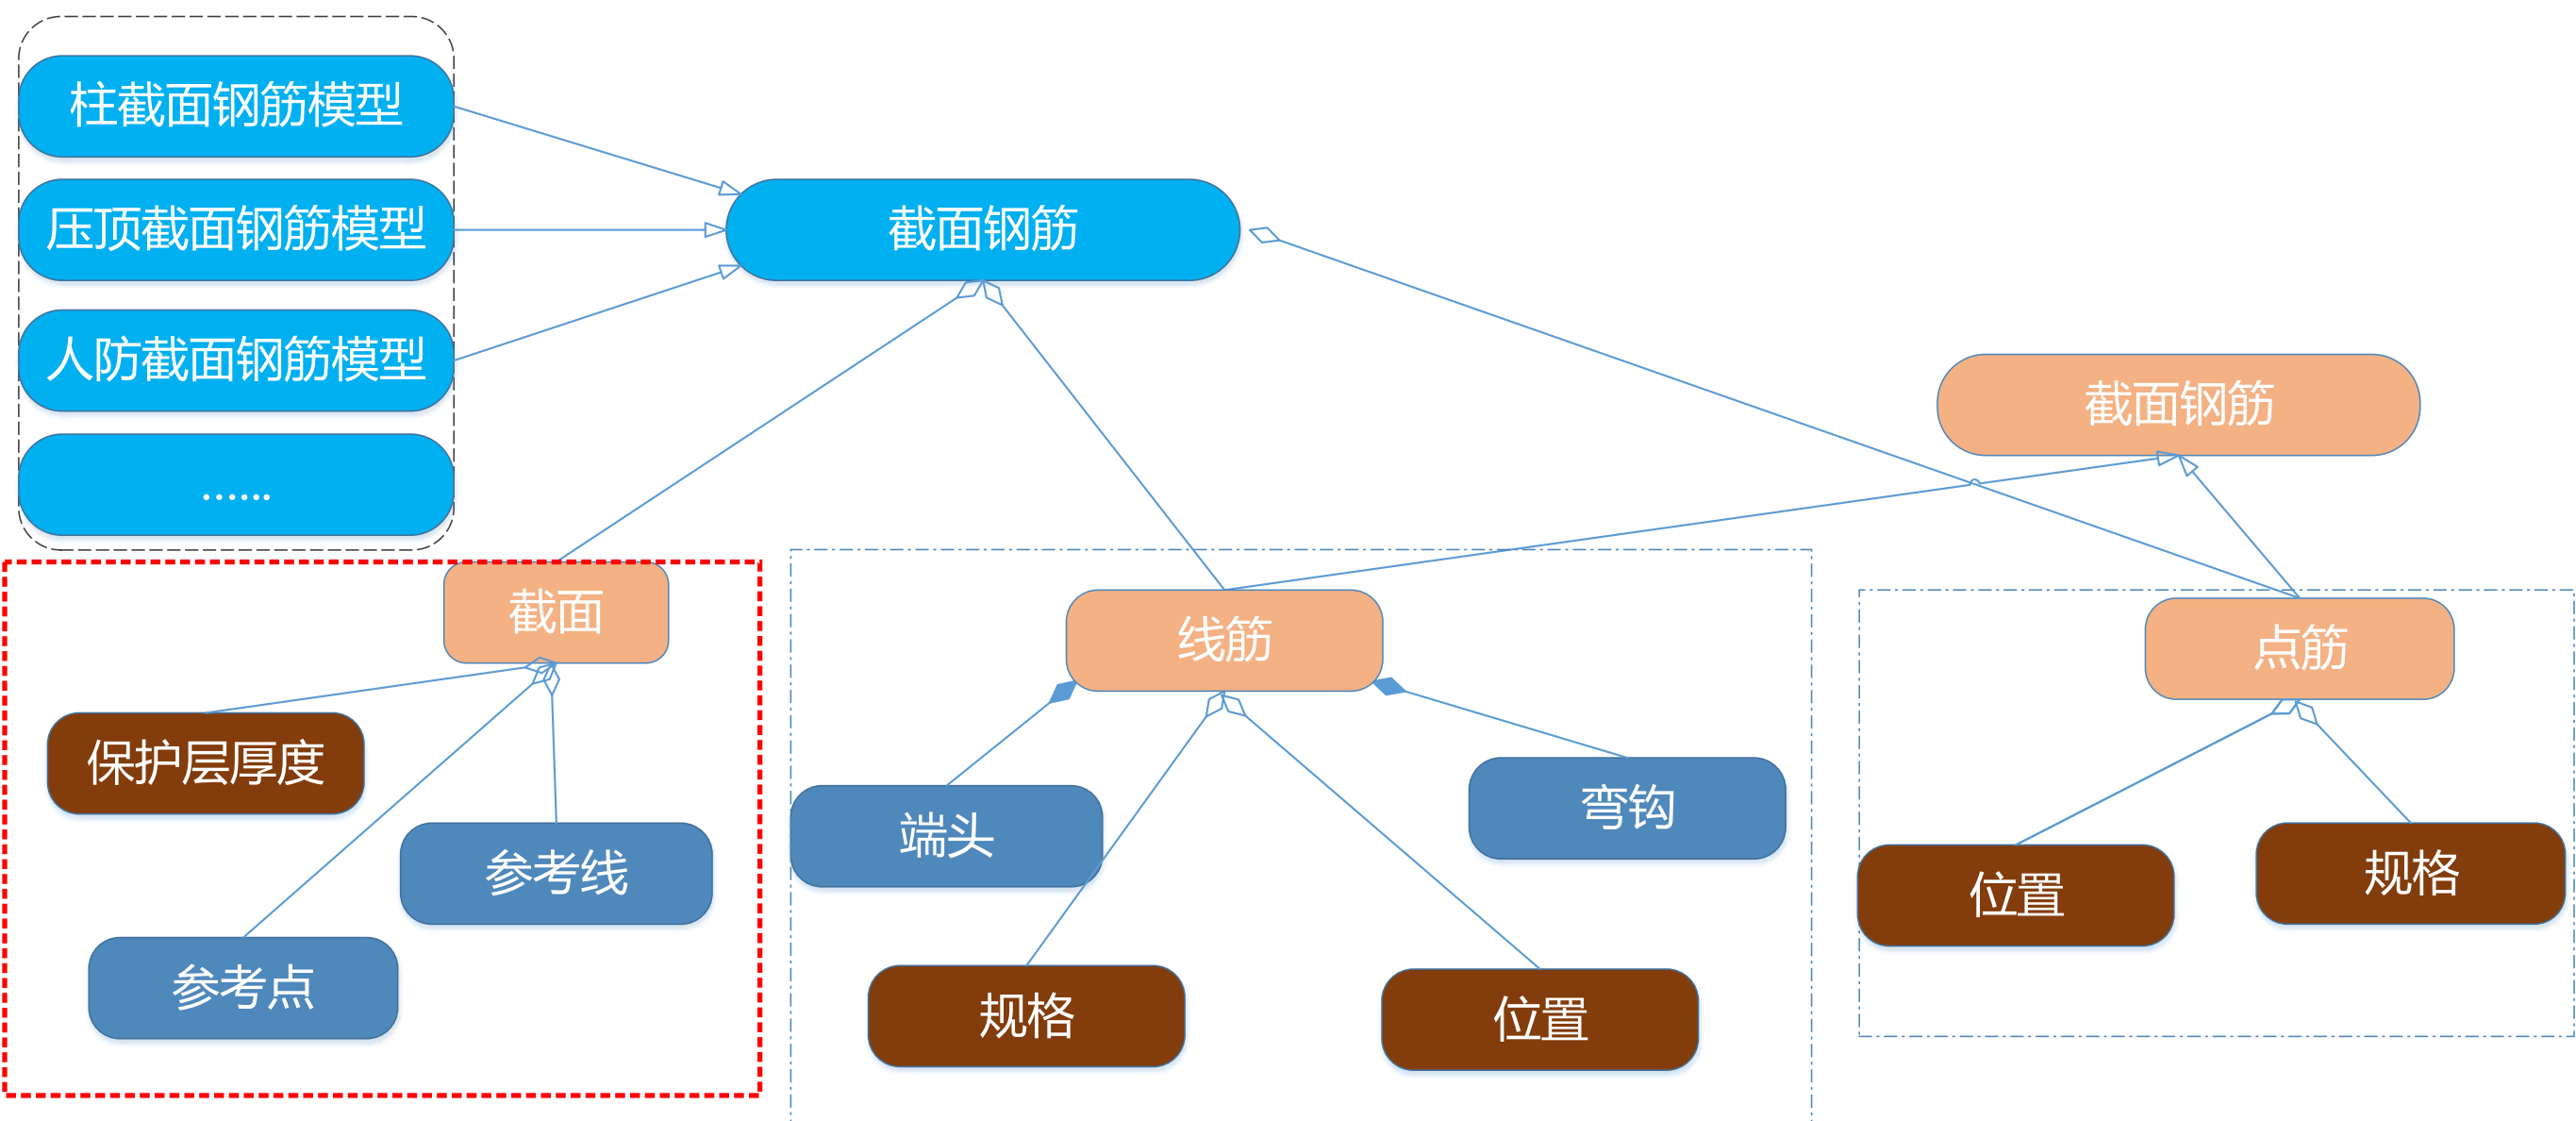 柱截面钢筋模型
压顶截面钢筋模型
人防截面钢筋模型
……
截面钢筋
截面钢筋
截面
保护层厚度
参考线
参考点
线筋
端头
弯钩
规格
位置
点筋
位置
规格